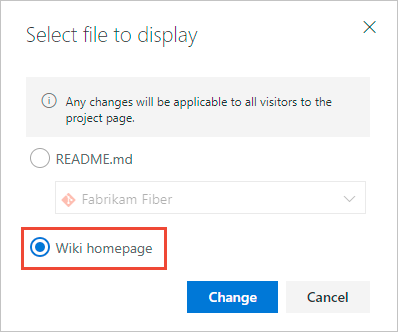 Select file to display
Any changes will be applicable to all visitors to the
project page.
README.md
Fabrikam Fiber
Wiki homepage
Change
Cancel